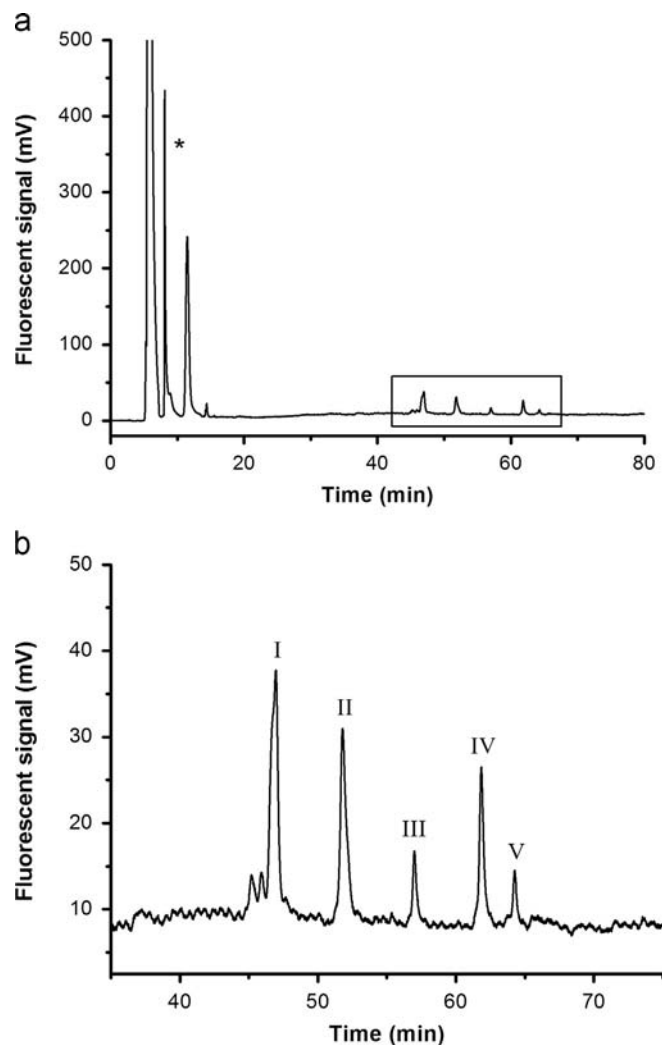 a
500
400
300
200
100
0
Fluorescent signal (mV)
*
0 20 40 60 80
Time (min)
b
50
40
30
20
10
Fluorescent signal (mV)
I
II
III
IV
V
40 50 60 70
Time (min)